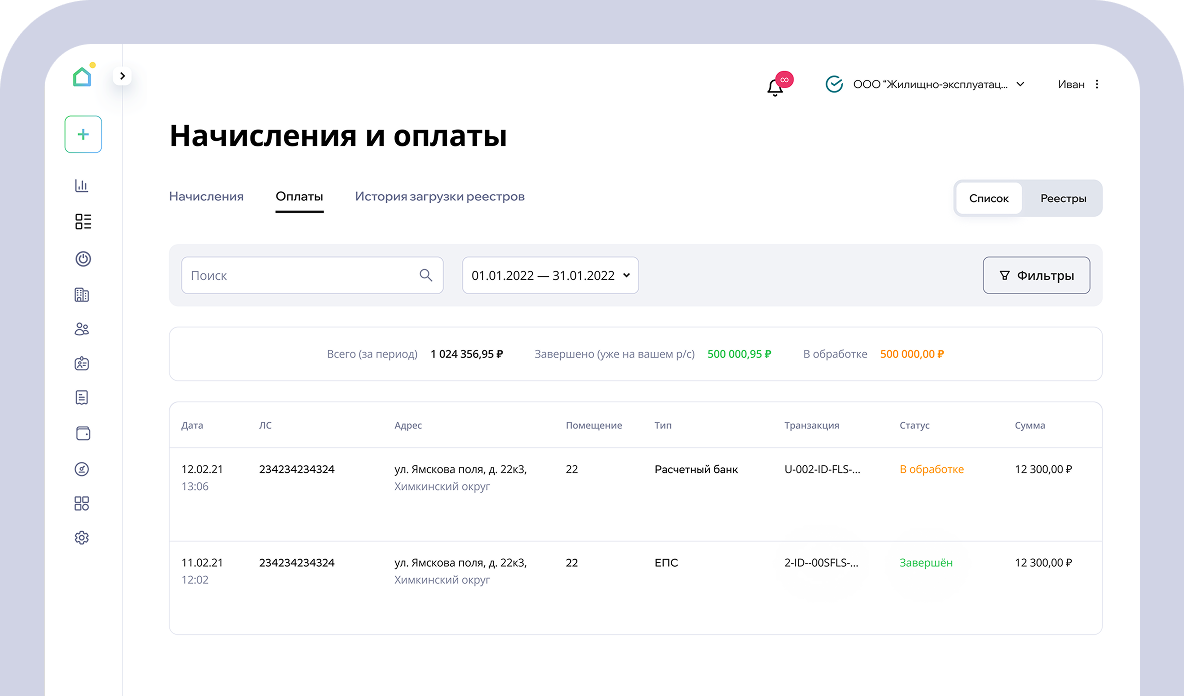 ООО "Жилищно-эксплуатац... Иван
Начисления и оплаты
Начисления Оплаты История загрузки реестров Список Реестры
Поиск 01.01.2022 — 31.01.2022 Фильтры
Всего (за период) 1 024 356,95 ₽ Завершено (уже на вашем р/с) 500 000,95 ₽ В обработке 500 000,00 ₽
Дата ЛС Адрес Помещение Тип Транзакция Статус Сумма
12.02.21 234234234324 ул. Ямскова поля, д. 22к3, 22 Расчетный банк U-002-ID-FLS-... В обработке 12 300,00 ₽
13:06 Химкинский округ
11.02.21 234234234324 ул. Ямскова поля, д. 22к3, 22 ЕПС 2-ID--00SFLS-... Завершён 12 300,00 ₽
12:02 Химкинский округ